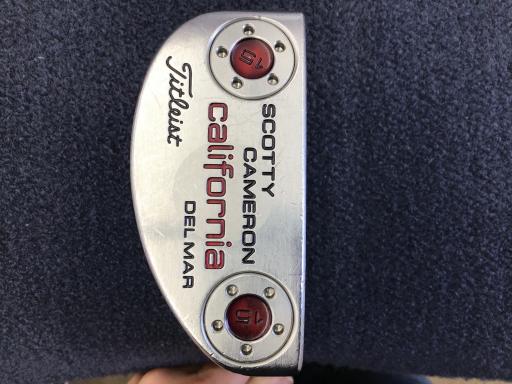 SCOTTY
CAMERON
california
DEL MAR
Titleist
15
15